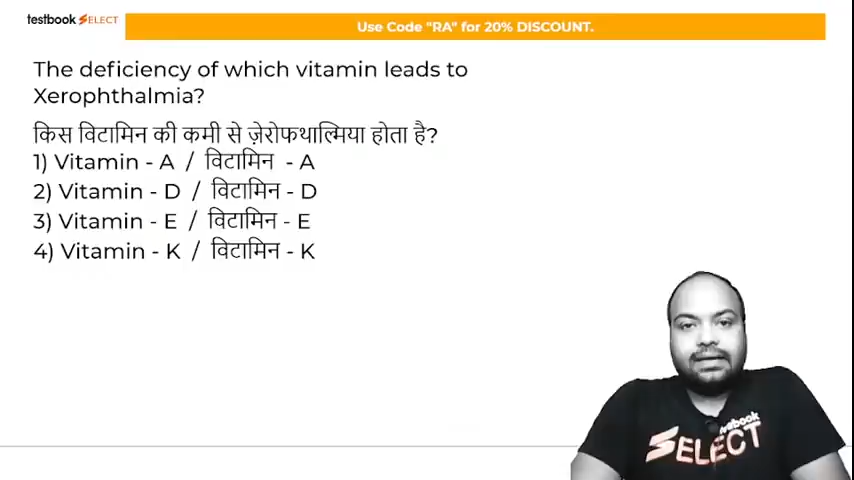 testbook SELECT
Use Code "RA" for 20% DISCOUNT.
The deficiency of which vitamin leads to
Xerophthalmia?
किस विटामिन की कमी से ज़ेरोफथाल्मिया होता है?
1) Vitamin - A / विटामिन - A
2) Vitamin - D / विटामिन - D
3) Vitamin - E / विटामिन - E
4) Vitamin - K / विटामिन - K
SELECT